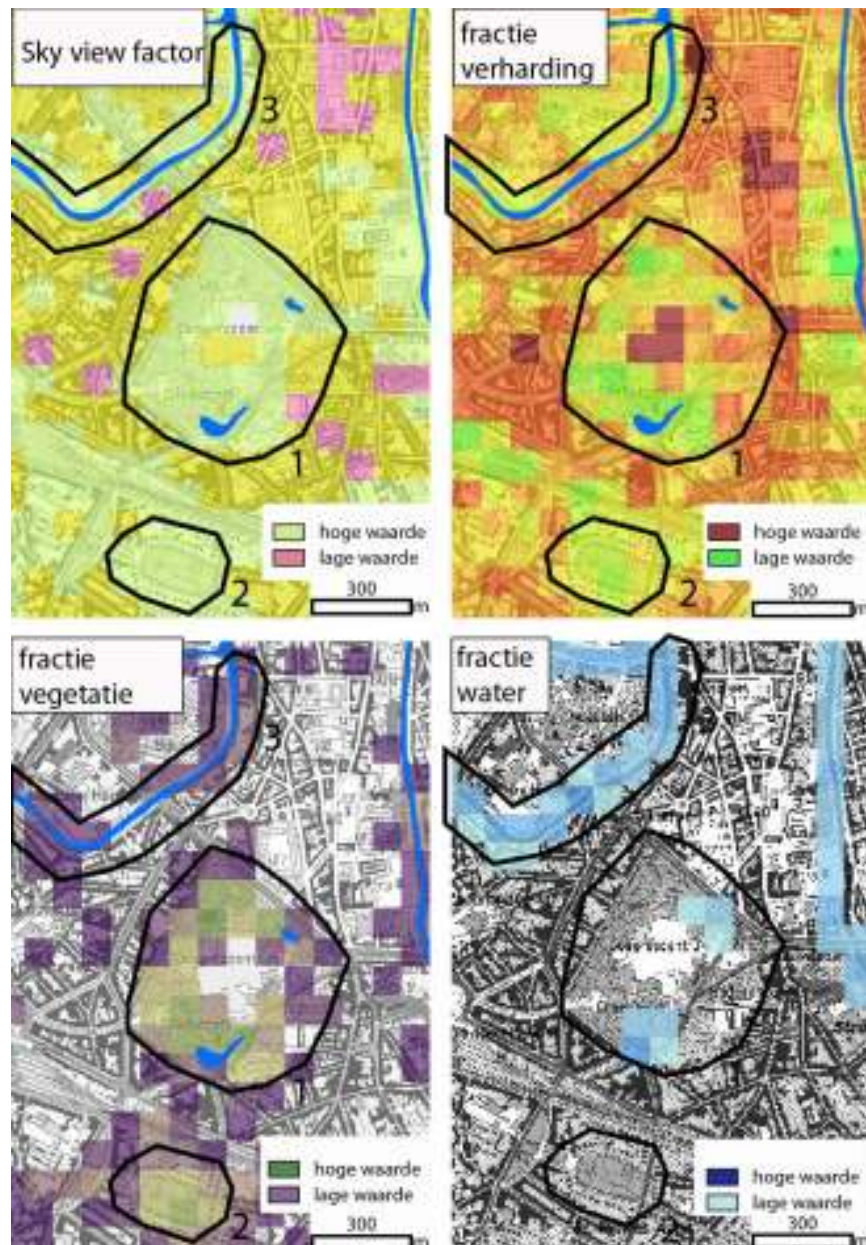 Sky view factor
3
1
hoge waarde
lage waarde
300
m
2
fractie
verharding
3
1
hoge waarde
lage waarde
300
m
2
fractie
vegetatie
3
1
hoge waarde
lage waarde
300
m
2
fractie
water
hoge waarde
lage waarde
300
m
2